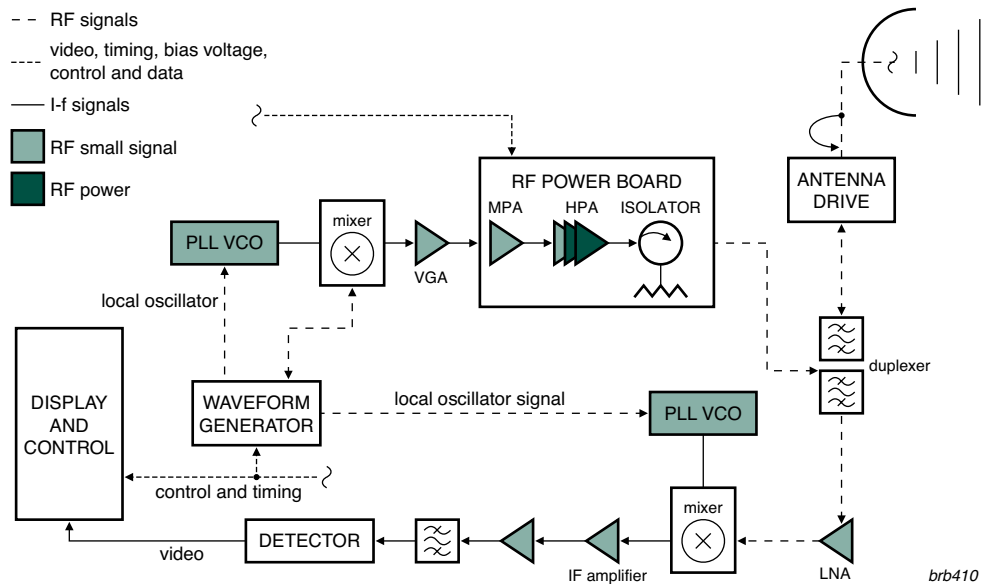 RF signals
video, timing, bias voltage,
control and data
I-f signals
RF small signal
RF power
RF POWER BOARD
MPA
HPA
ISOLATOR
ANTENNA
DRIVE
PLL VCO
mixer
VGA
local oscillator
duplexer
DISPLAY
AND
CONTROL
WAVEFORM
GENERATOR
local oscillator signal
PLL VCO
control and timing
mixer
video
DETECTOR
IF amplifier
LNA
brb410